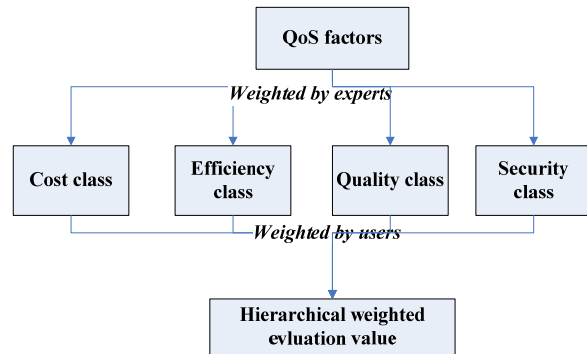 QoS factors
Weighted by experts
Cost class
Efficiency
class
Quality class
Security
class
Weighted by users
Hierarchical weighted
evluation value